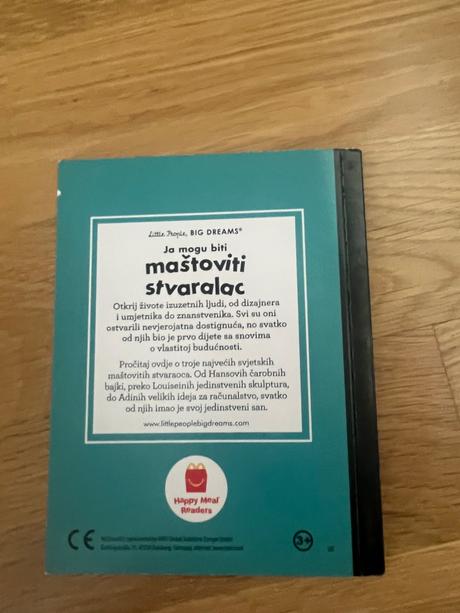 Little People, BIG DREAMS®
Ja mogu biti
maštoviti
stvaralac
Otkrij živote izuzetnih ljudi, od dizajnera
i umjetnika do znanstvenika. Svi su oni
ostvarili nevjerojatna dostignuća, no svatko
od njih bio je prvo dijete sa snovima
o vlastitoj budućnosti.
Pročitaj ovdje o troje najvećih svjetskih
maštovitih stvaraoca. Od Hansovih čarobnih
bajki, preko Louiseinih jedinstvenih skulptura,
do Adinih velikih ideja za računalstvo, svatko
od njih imao je svoj jedinstveni san.
www.littlepeoplebigdreams.com
Happy Meal
Readers
CE
3+